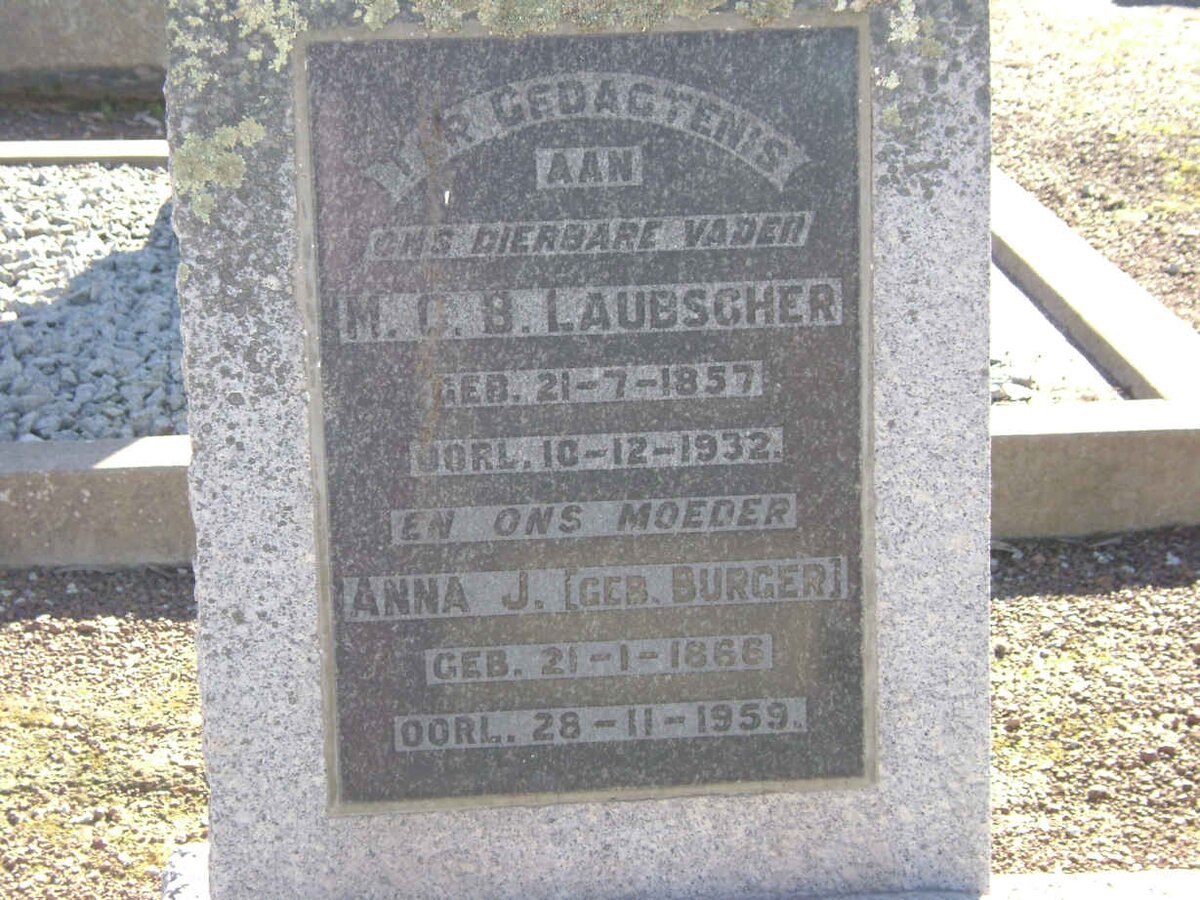 TER GEDAGTENIS
AAN
ONS DIERBARE VADER
M. C. B. LAUBSCHER
GEB. 21-7-1857
OORL. 10-12-1932.
EN ONS MOEDER
ANNA J. [GEB. BURGER]
GEB. 21-1-1866
OORL. 28-11-1959.